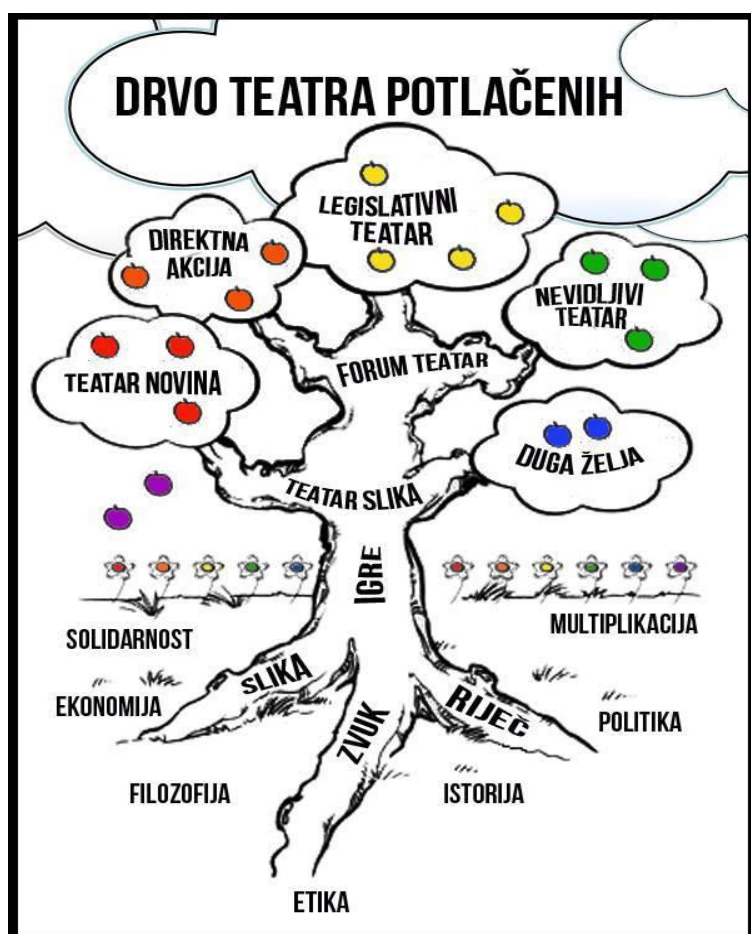 DRVO TEATRA POTLAČENIH
LEGISLATIVNI
TEATAR
DIREKTNA
AKCIJA
NEVIDLJIVI
TEATAR
FORUM TEATAR
TEATAR NOVINA
DUGA ŽELJA
TEATAR SLIKA
IGRE
SOLIDARNOST
MULTIPLIKACIJA
SLIKA
ZVUK
RIJEČ
EKONOMIJA
POLITIKA
FILOZOFIJA
ISTORIJA
ETIKA